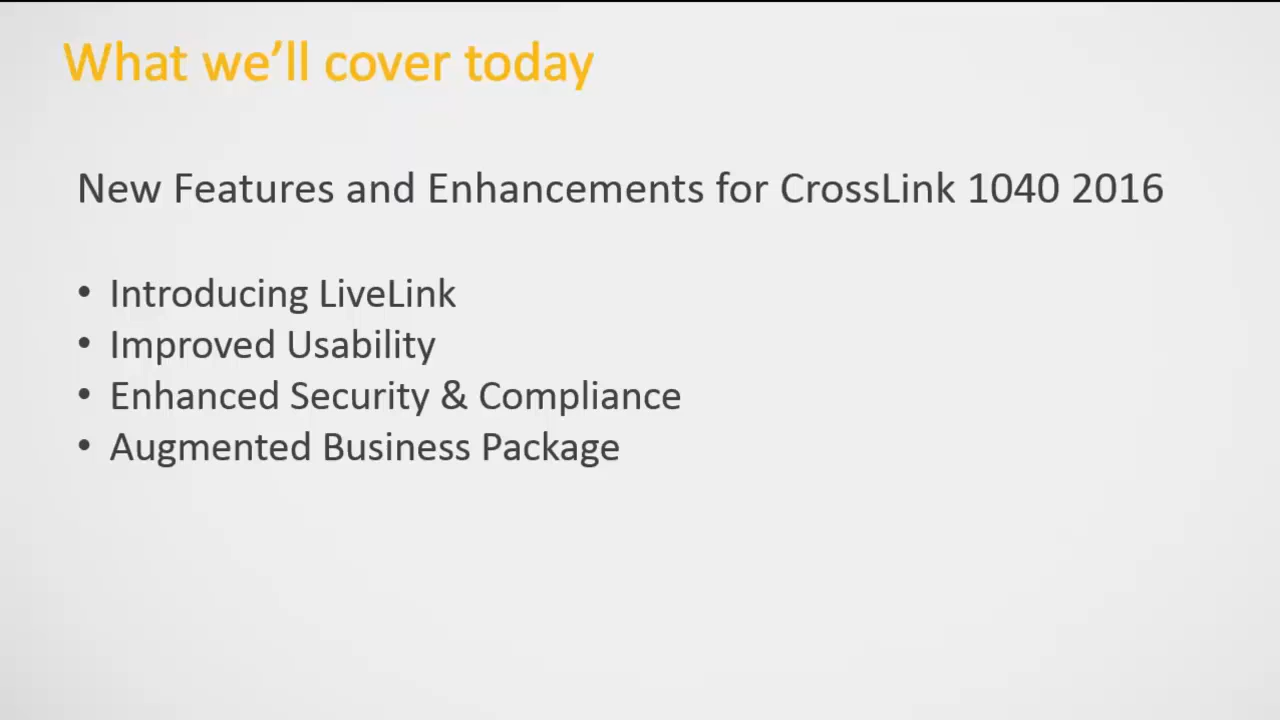 What we’ll cover today
New Features and Enhancements for CrossLink 1040 2016
• Introducing LiveLink
• Improved Usability
• Enhanced Security & Compliance
• Augmented Business Package